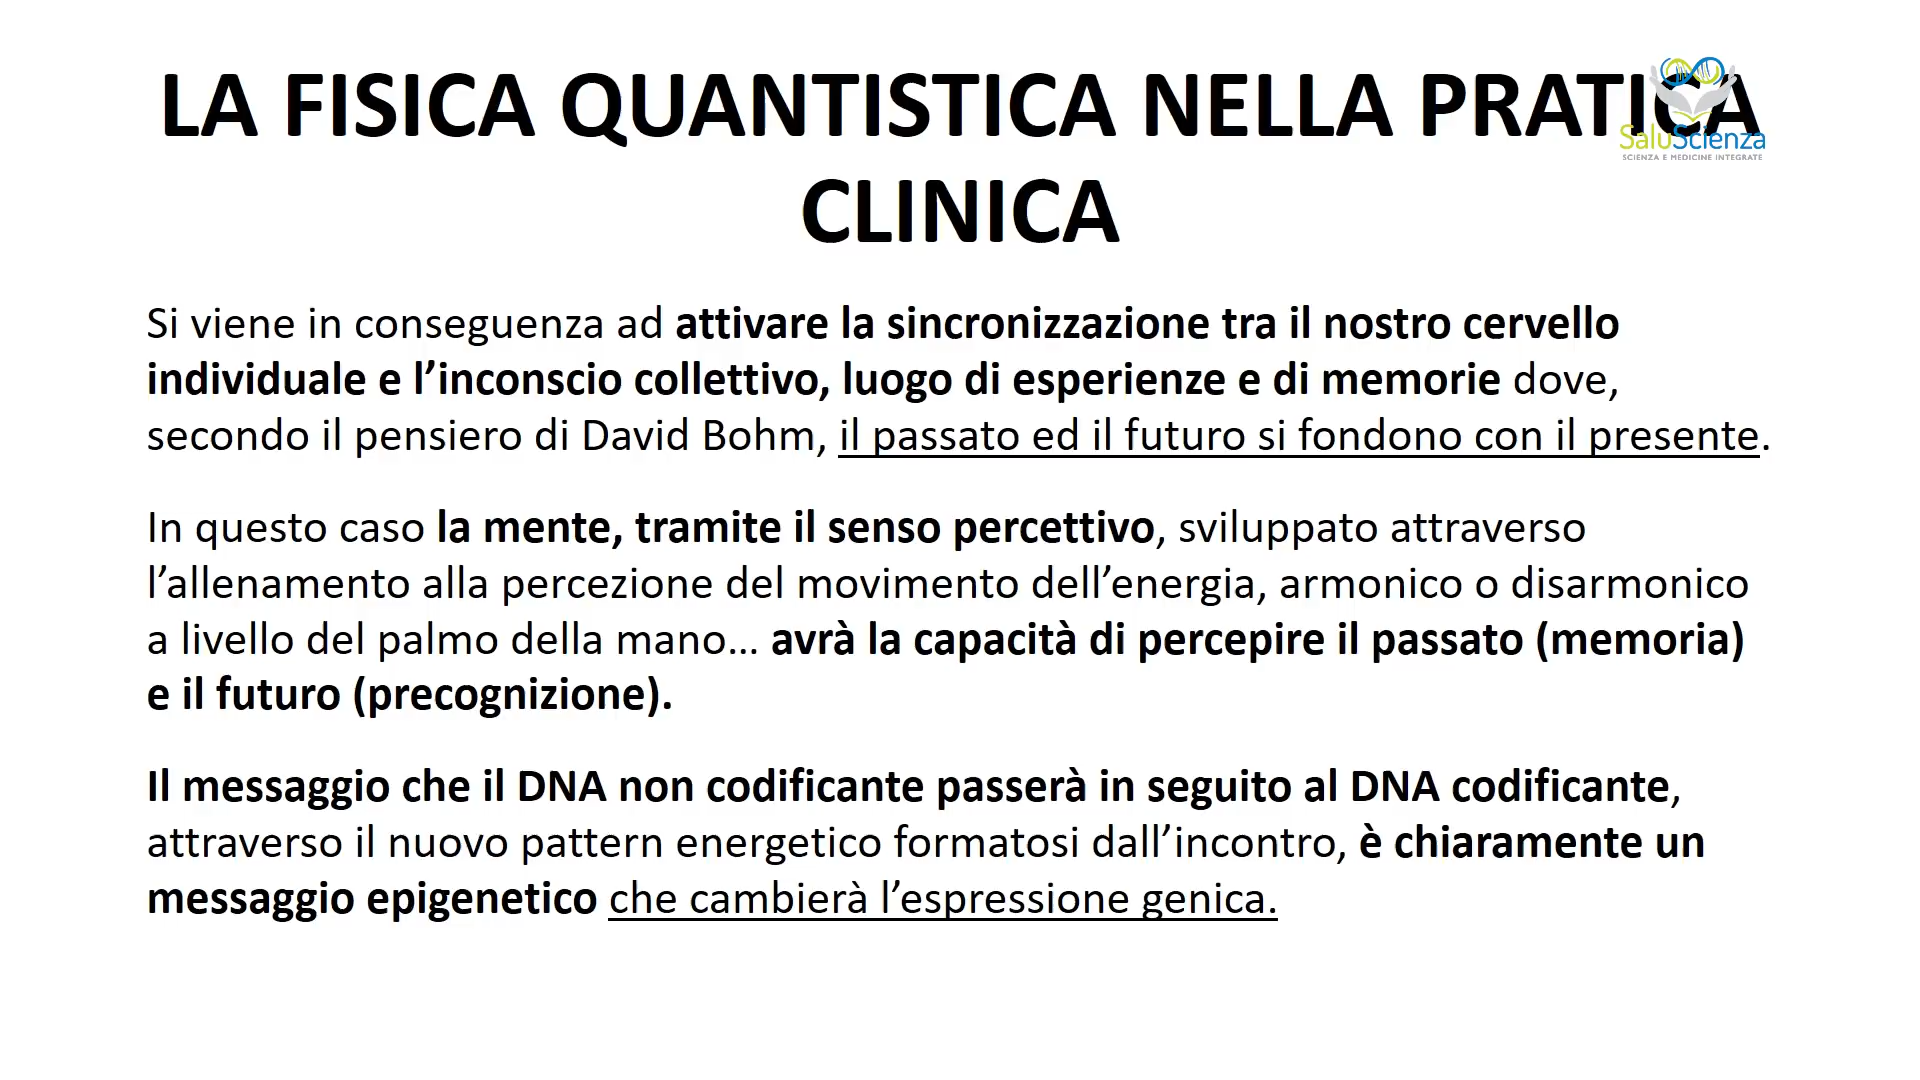 LA FISICA QUANTISTICA NELLA PRATICA
CLINICA
SaluScienza
SCIENZA E MEDICINE INTEGRATE
Si viene in conseguenza ad attivare la sincronizzazione tra il nostro cervello
individuale e l’inconscio collettivo, luogo di esperienze e di memorie dove,
secondo il pensiero di David Bohm, il passato ed il futuro si fondono con il presente.
In questo caso la mente, tramite il senso percettivo, sviluppato attraverso
l’allenamento alla percezione del movimento dell’energia, armonico o disarmonico
a livello del palmo della mano… avrà la capacità di percepire il passato (memoria)
e il futuro (precognizione).
Il messaggio che il DNA non codificante passerà in seguito al DNA codificante,
attraverso il nuovo pattern energetico formatosi dall’incontro, è chiaramente un
messaggio epigenetico che cambierà l’espressione genica.